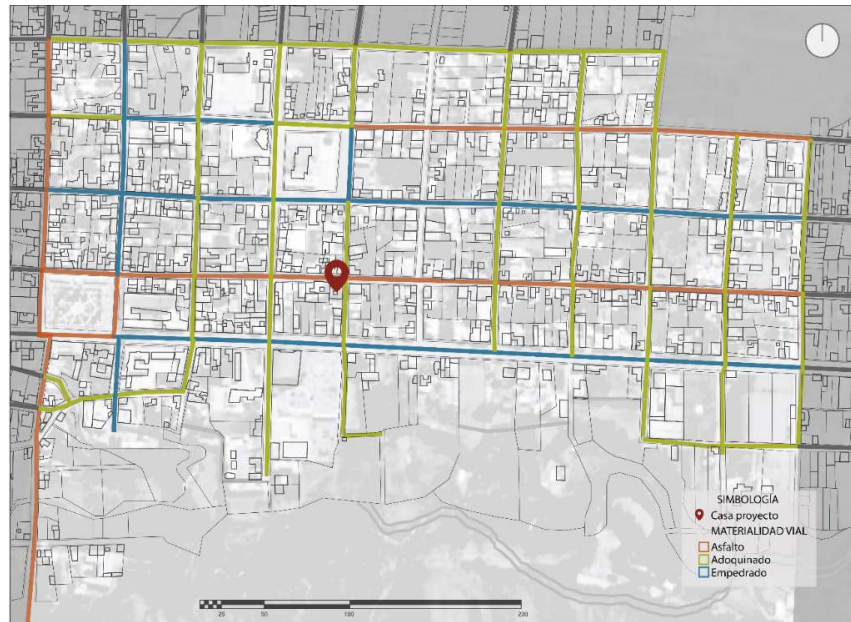 SIMBOLOGÍA
Casa proyecto
MATERIALIDAD VIAL
Asfalto
Adoquinado
Empedrado
25 50 100 200